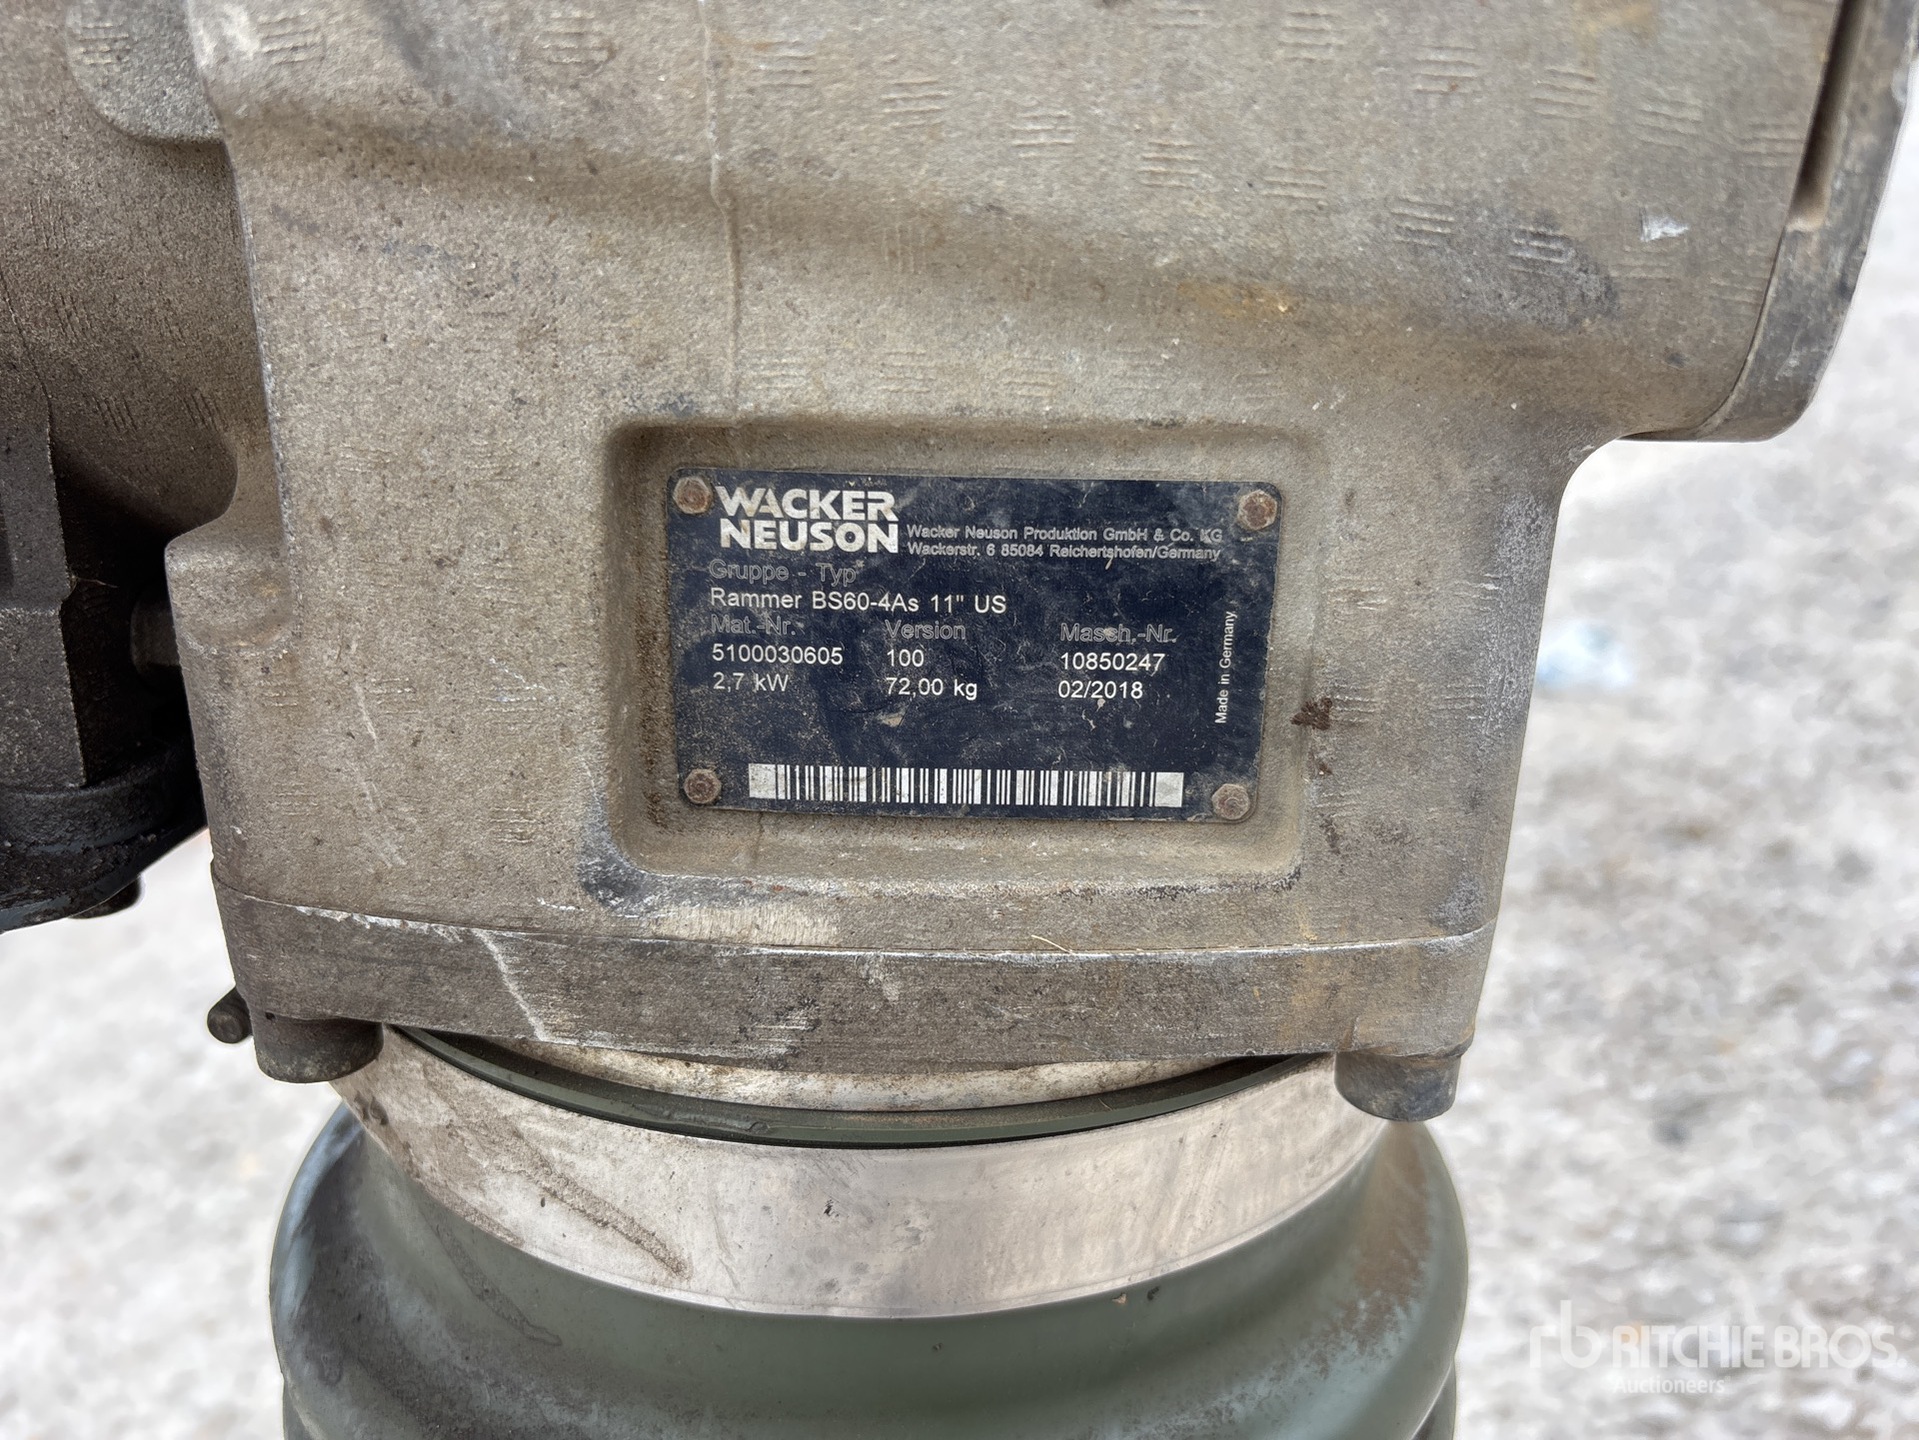 WACKER
NEUSON
Wacker Neuson Produktion GmbH & Co. KG
Wackerstr. 6 85084 Reichertshofen/Germany
Gruppe - Typ
Rammer BS60-4As 11" US
Mat.-Nr. Version Masch.-Nr.
5100030605 100 10850247
2,7 kW 72,00 kg 02/2018
Made in Germany
rb RITCHIE BROS.
Auctioneers